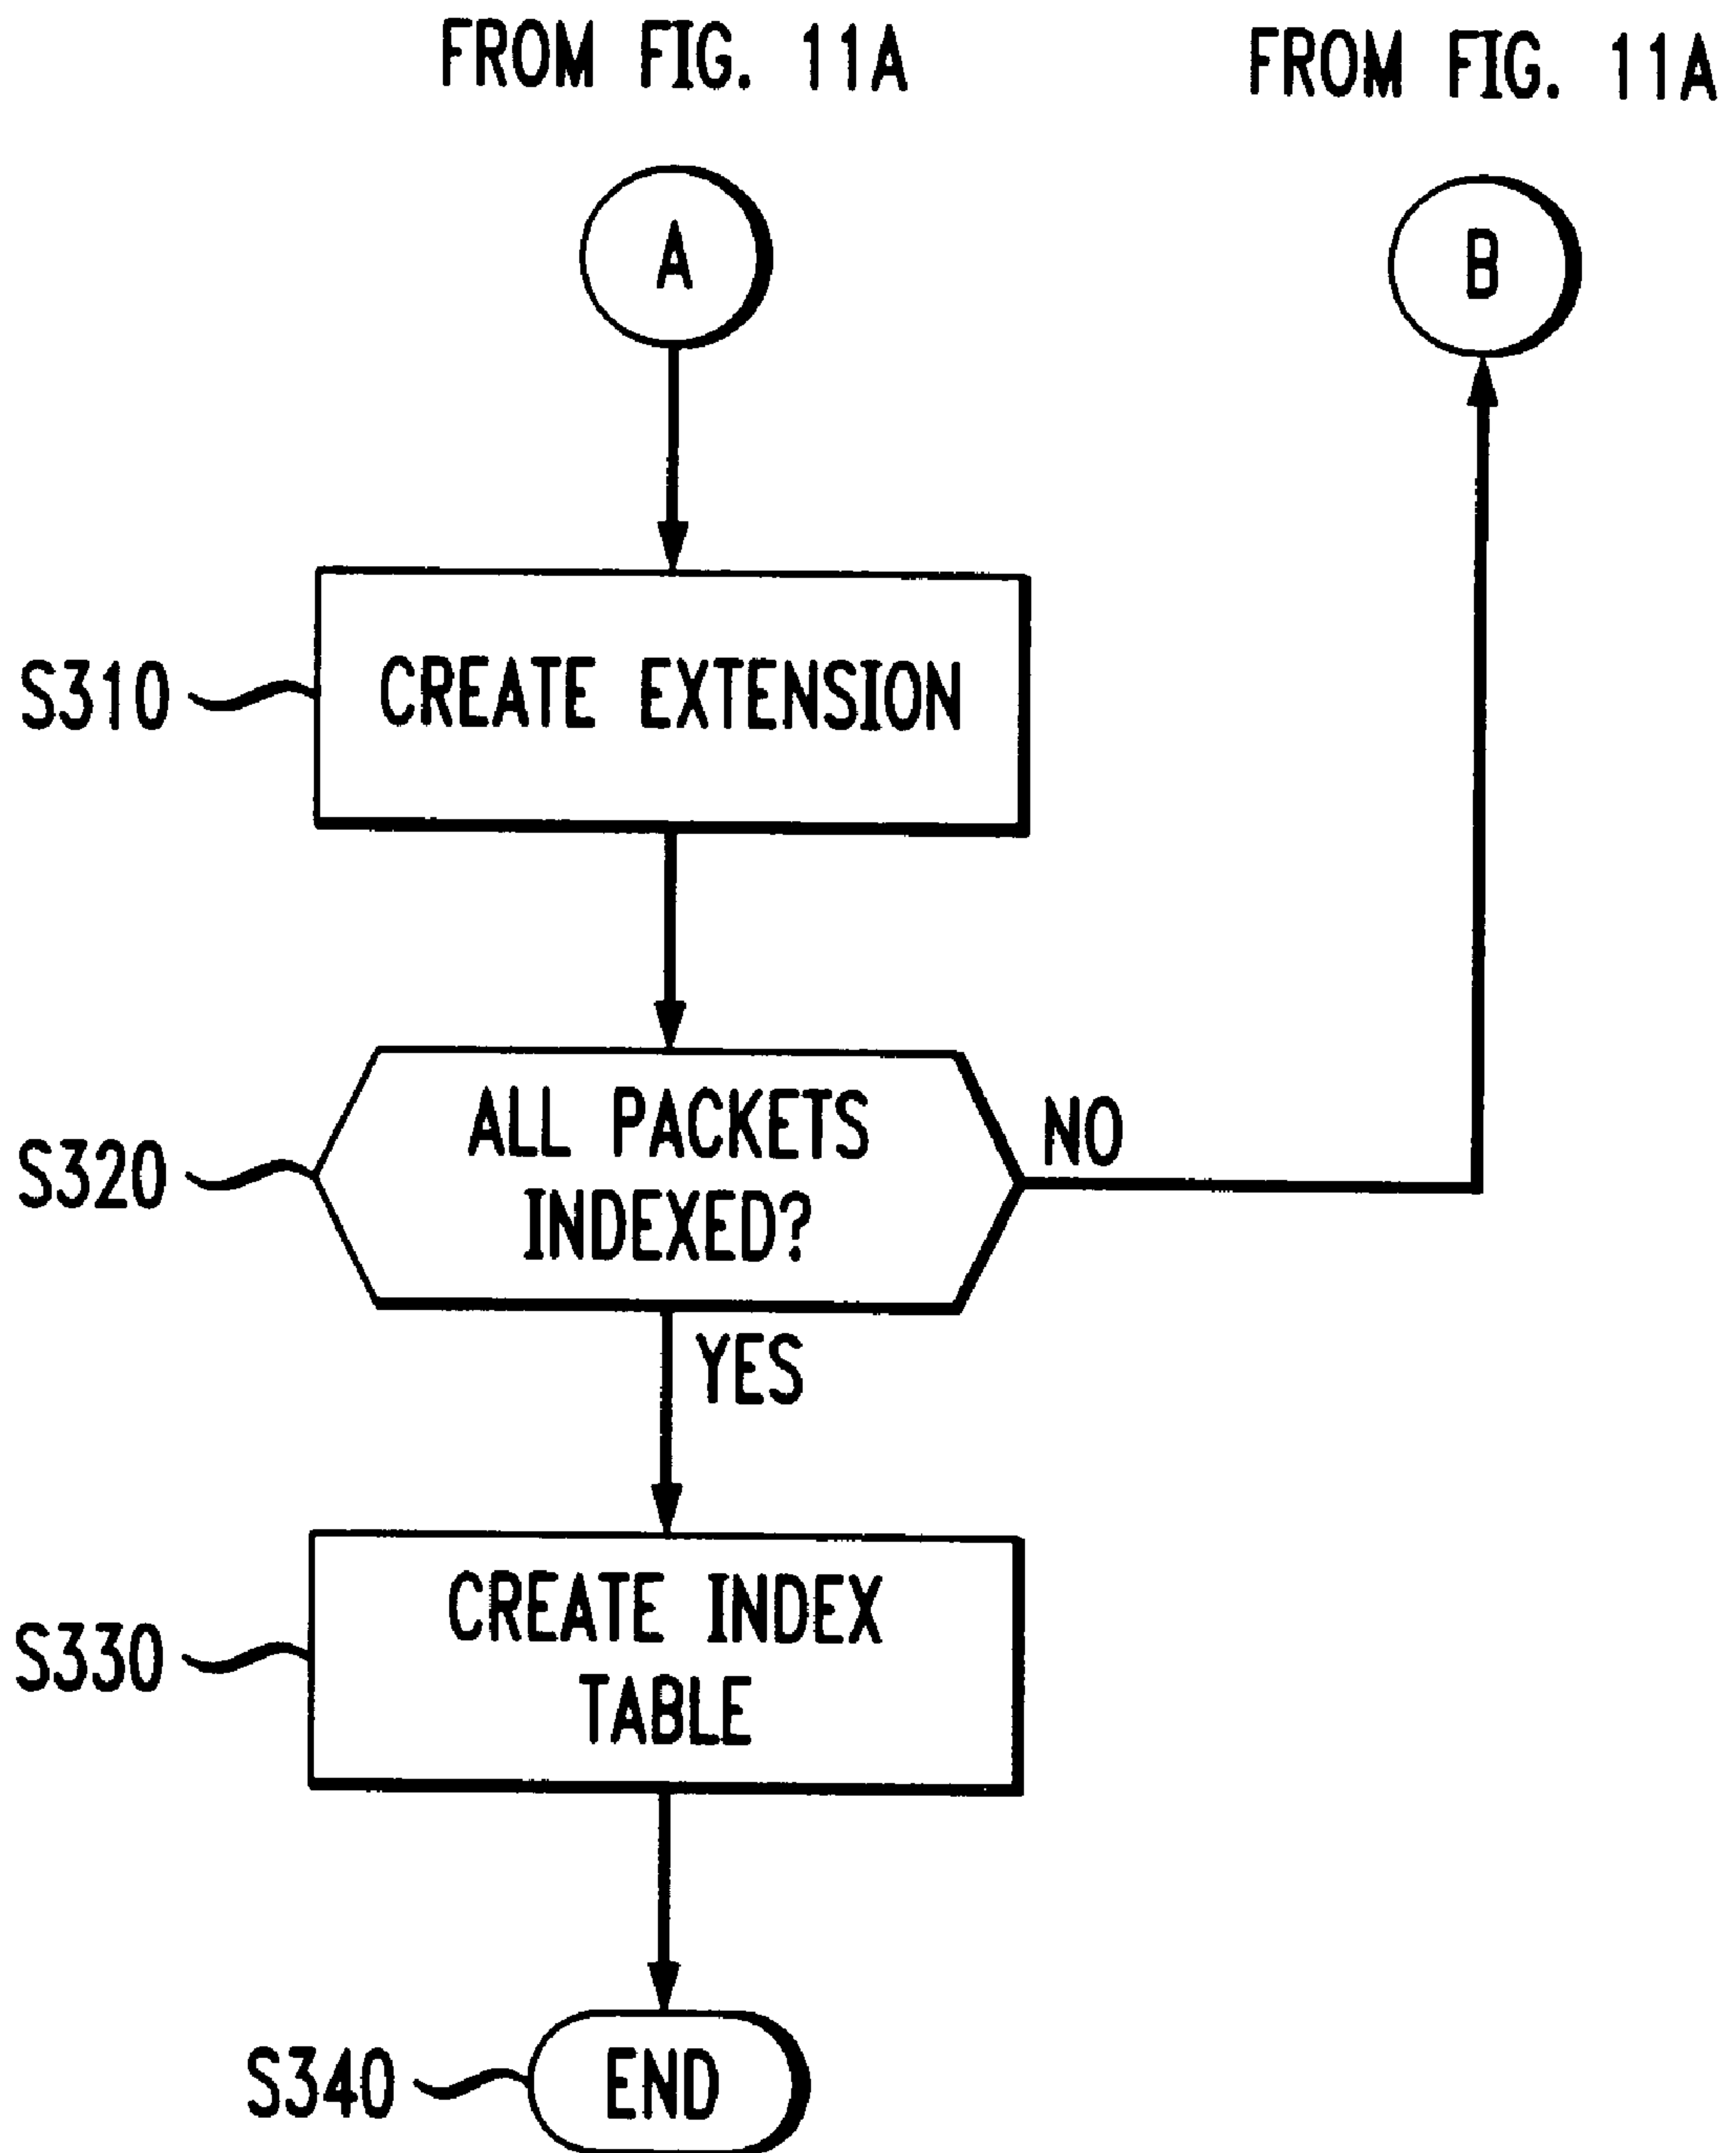 FROM FIG. 11A
FROM FIG. 11A
A
B
S310
CREATE EXTENSION
S320
ALL PACKETS
INDEXED?
NO
YES
S330
CREATE INDEX
TABLE
S340
END